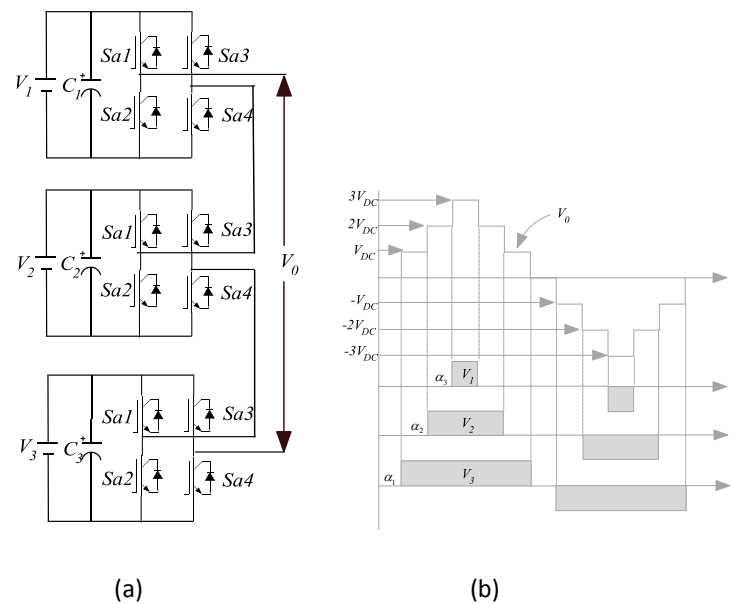 Sa1
Sa3
V1
C1
+
Sa2
Sa4
Sa1
Sa3
V2
C2
+
Sa2
Sa4
V0
Sa1
Sa3
V3
C3
+
Sa2
Sa4
(a)
3VDC
2VDC
VDC
V0
-VDC
-2VDC
-3VDC
α3
V1
α2
V2
α1
V3
(b)